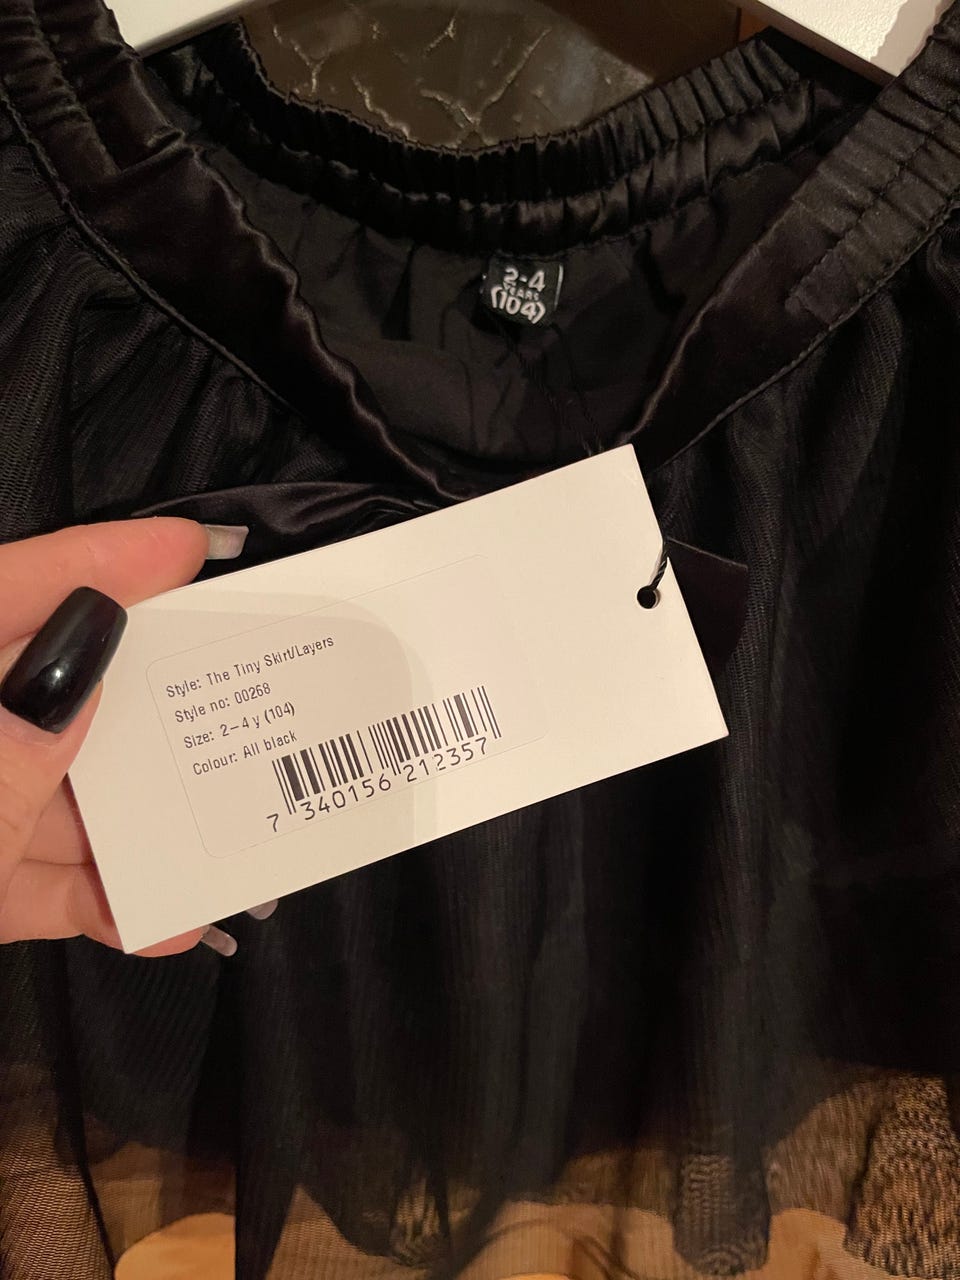 2-4
YEARS
(104)
Style: The Tiny Skirt/Layers
Style no: 00268
Size: 2-4 y (104)
Colour: All black
7 340156 212357